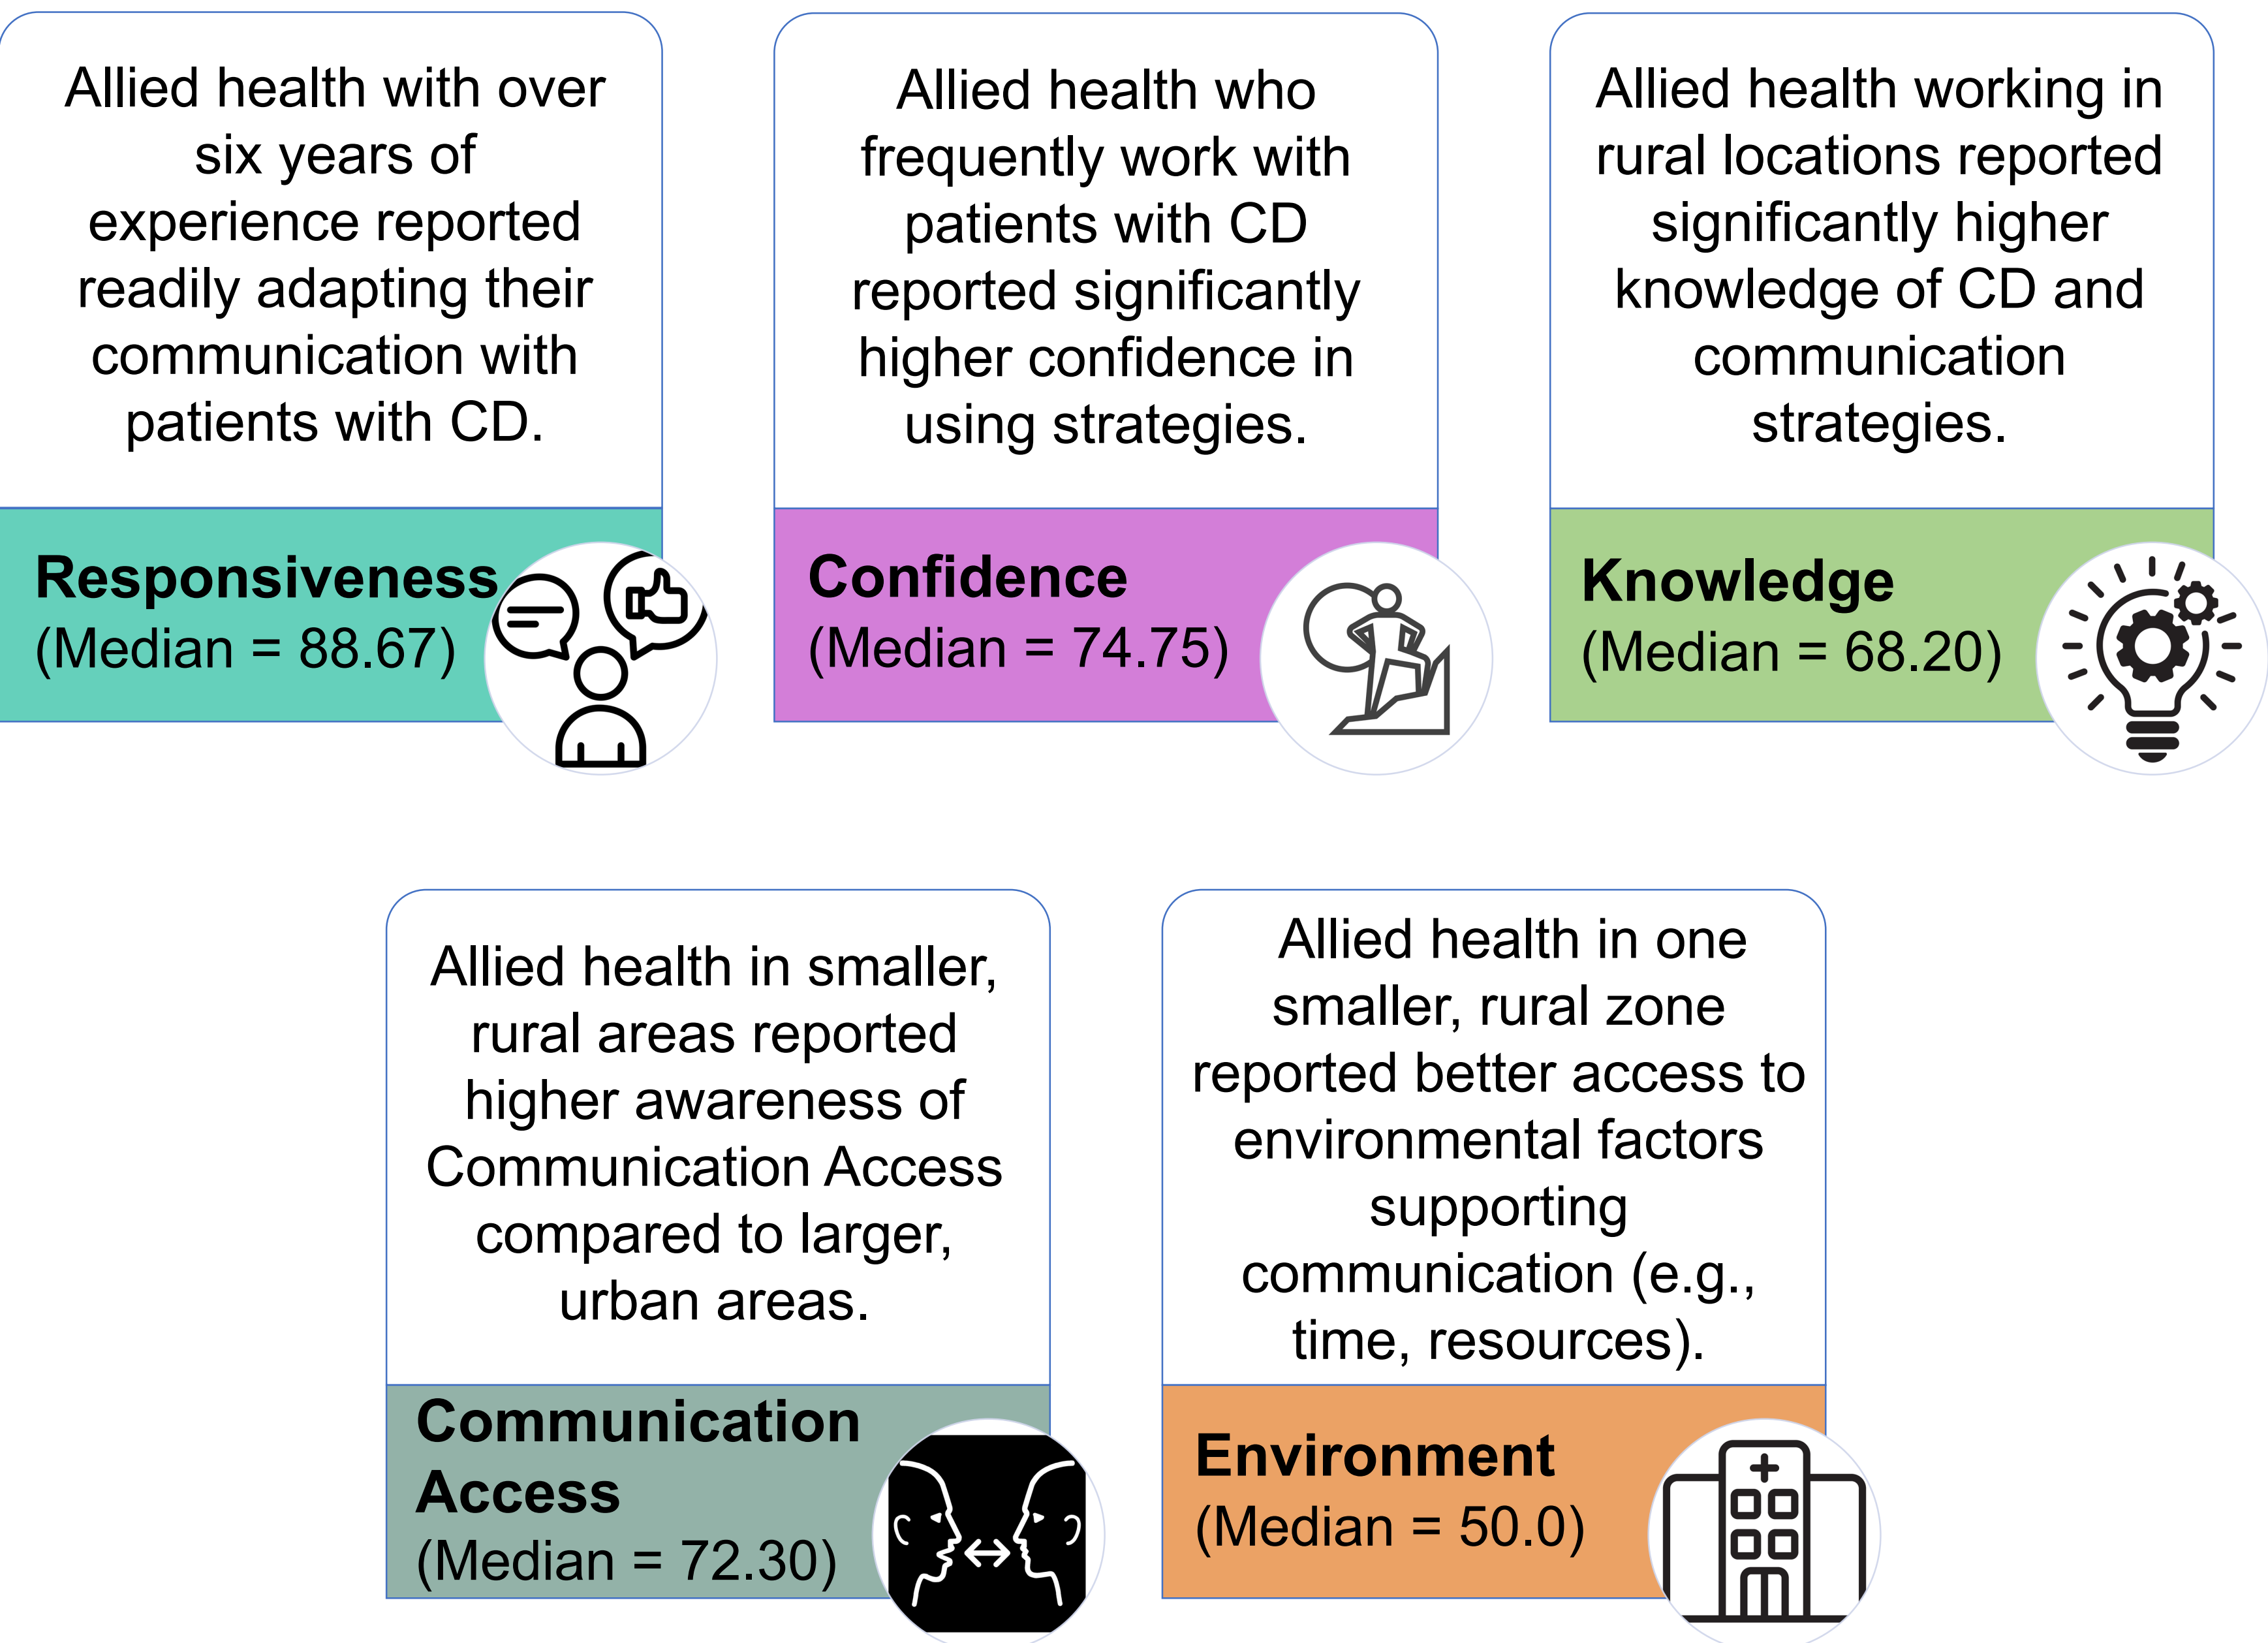 Allied health with over
six years of
experience reported
readily adapting their
communication with
patients with CD.
Responsiveness
(Median = 88.67)
Allied health who
frequently work with
patients with CD
reported significantly
higher confidence in
using strategies.
Confidence
(Median = 74.75)
Allied health working in
rural locations reported
significantly higher
knowledge of CD and
communication
strategies.
Knowledge
(Median = 68.20)
Allied health in smaller,
rural areas reported
higher awareness of
Communication Access
compared to larger,
urban areas.
Communication
Access
(Median = 72.30)
Allied health in one
smaller, rural zone
reported better access to
environmental factors
supporting
communication (e.g.,
time, resources).
Environment
(Median = 50.0)